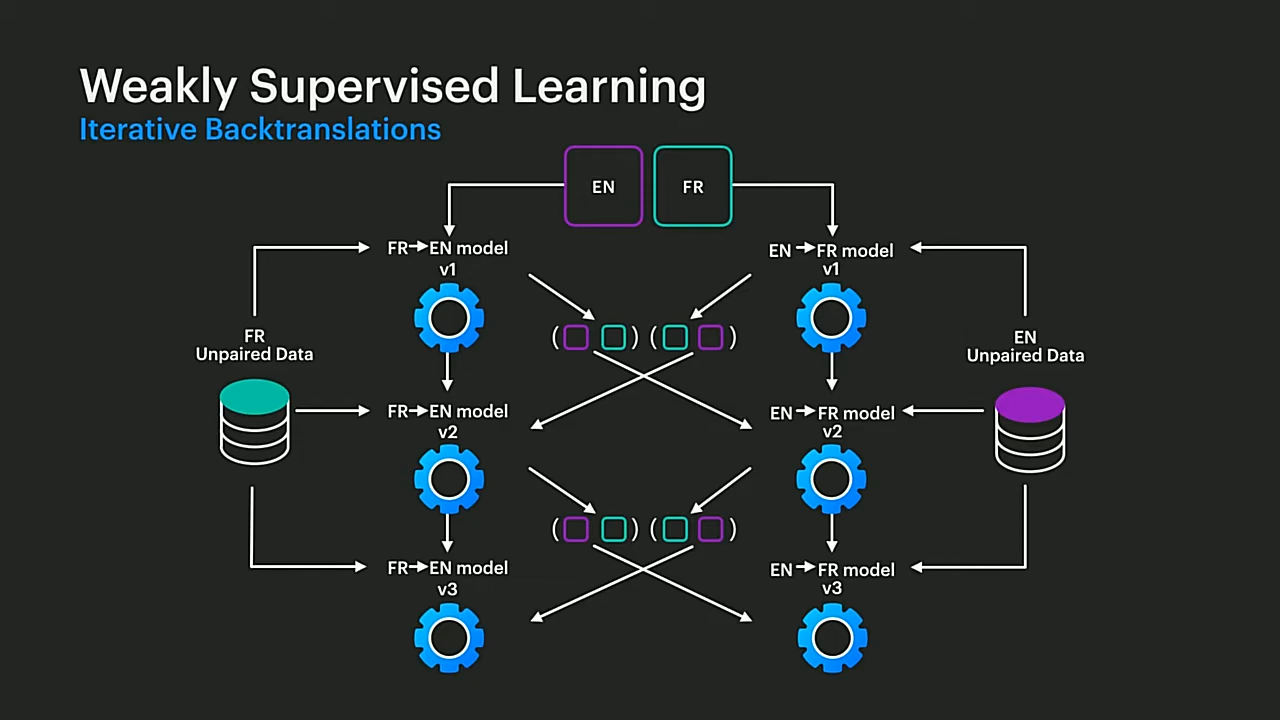 Weakly Supervised Learning
Iterative Backtranslations
EN
FR
FR→EN model
v1
EN→FR model
v1
FR
Unpaired Data
( ) ( )
EN
Unpaired Data
FR→EN model
v2
EN→FR model
v2
( ) ( )
FR→EN model
v3
EN→FR model
v3